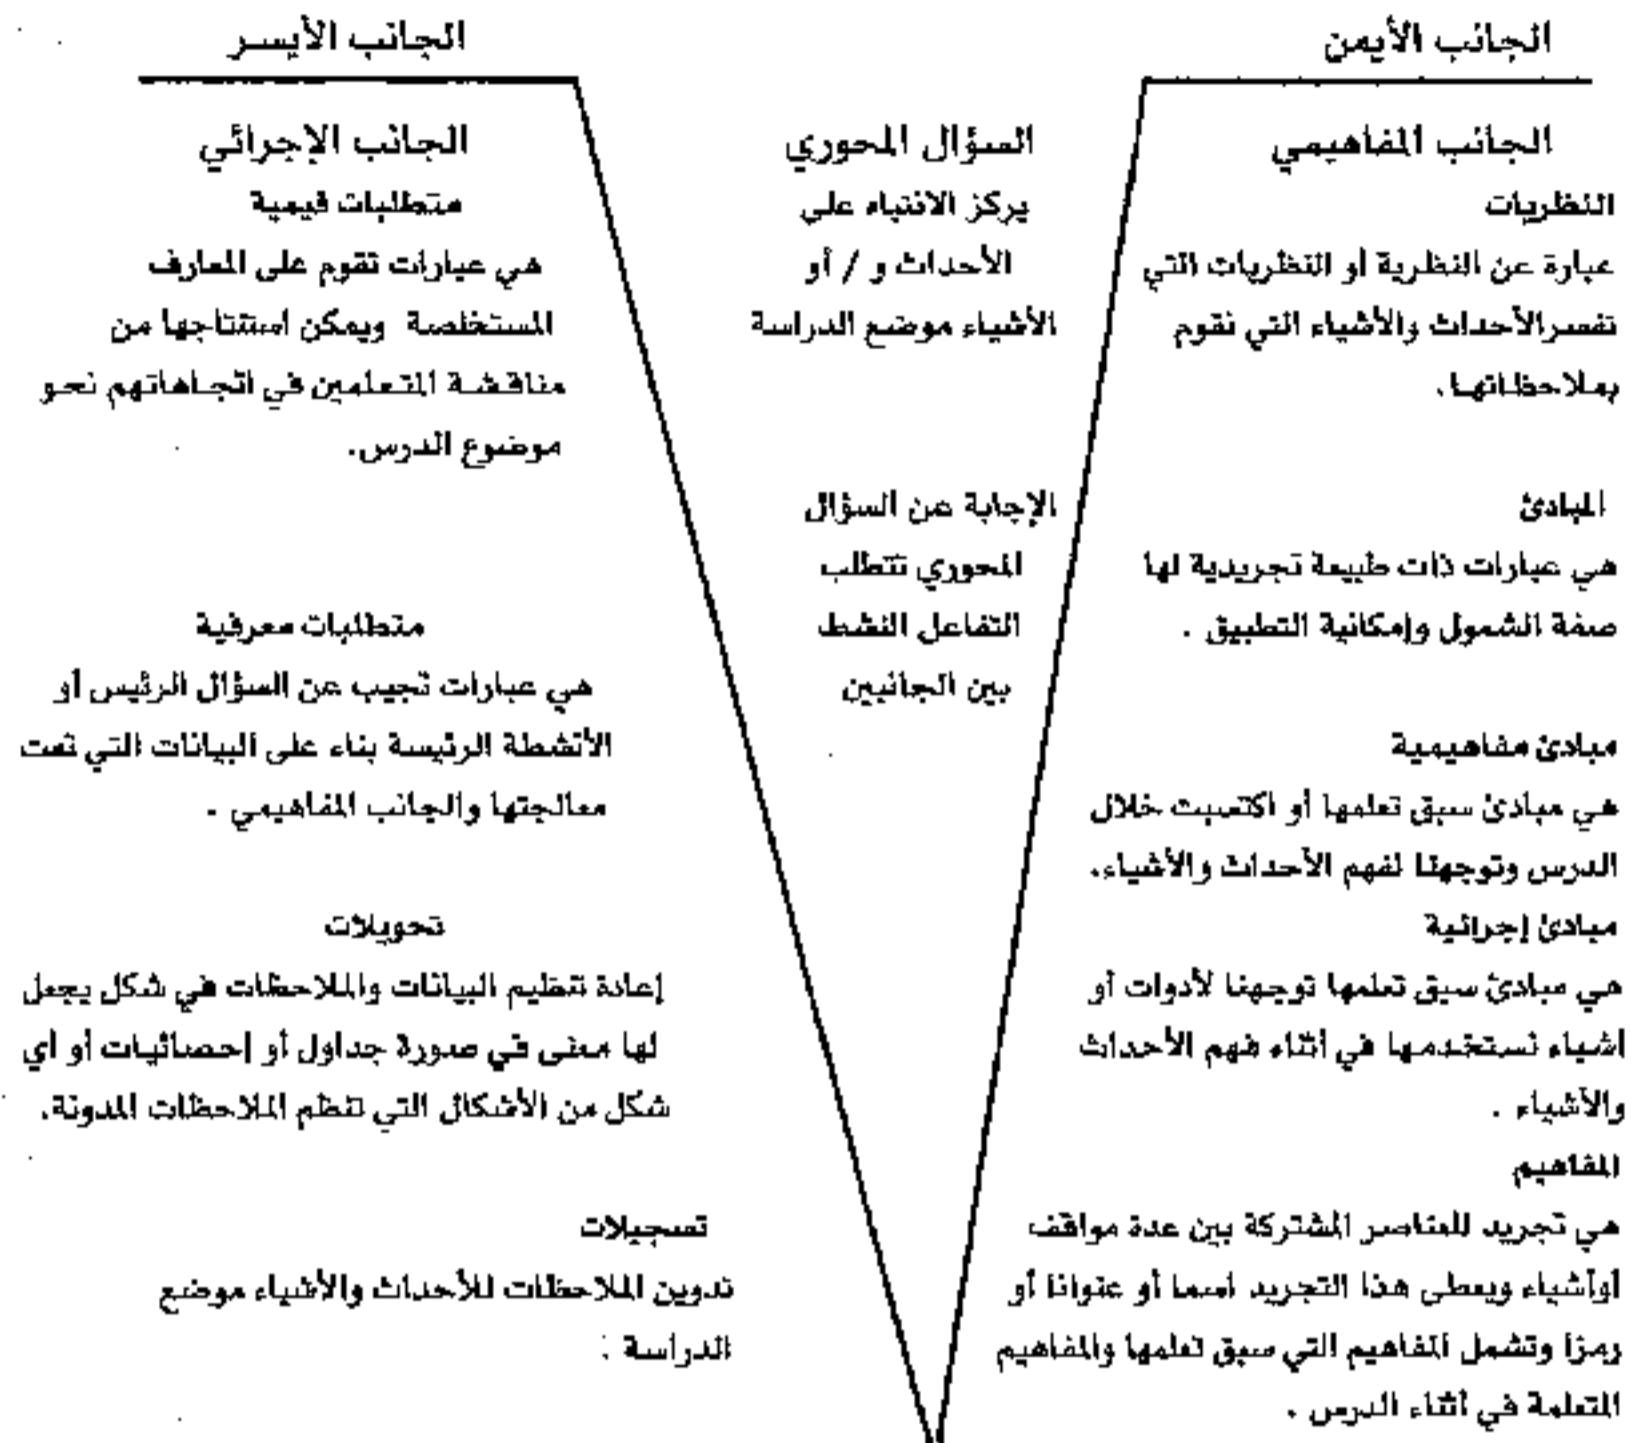 الجانب الأيمن
الجانب المفاهيمي
النظريات
عبارة عن النظرية أو النظريات التي
تفسرالأحداث والأشياء التي نقوم
بملاحظاتها.
المبادئ
هي عبارات ذات طبيعة تجريدية لها
صفة الشمول وإمكانية التطبيق .
مبادئ مفاهيمية
هي مبادئ سبق تعلمها أو اكتسبت خلال
الدرس وتوجهنا لفهم الأحداث والأشياء.
مبادئ إجرائية
هي مبادئ سبق تعلمها توجهنا لأدوات أو
أشياء نستخدمها في أثناء فهم الأحداث
والأشياء .
المفاهيم
هي تجريد للعناصر المشتركة بين عدة مواقف
أوأشياء ويعطى هذا التجريد اسما أو عنوانا أو
رمزا وتشمل المفاهيم التي سبق تعلمها والمفاهيم
المتعلمة في أثناء الدرس .
السؤال المحوري
يركز الانتباه على
الأحداث و / أو
الأشياء موضع الدراسة
الإجابة عن السؤال
المحوري تتطلب
التفاعل النشط
بين الجانبين
الجانب الأيسر
الجانب الإجرائي
متطلبات قيمية
هي عبارات تقوم على المعارف
المستخلصة ويمكن استنتاجها من
مناقشة المتعلمين في اتجاهاتهم نحو
موضوع الدرس.
متطلبات معرفية
هي عبارات تجيب عن السؤال الرئيس أو
الأنشطة الرئيسة بناء على البيانات التي تمت
معالجتها والجانب المفاهيمي .
تحويلات
إعادة تنظيم البيانات والملاحظات في شكل يجعل
لها معنى في صورة جداول أو إحصائيات أو أي
شكل من الأشكال التي تنظم الملاحظات المدونة.
تسجيلات
تدوين الملاحظات للأحداث والأشياء موضع
الدراسة .